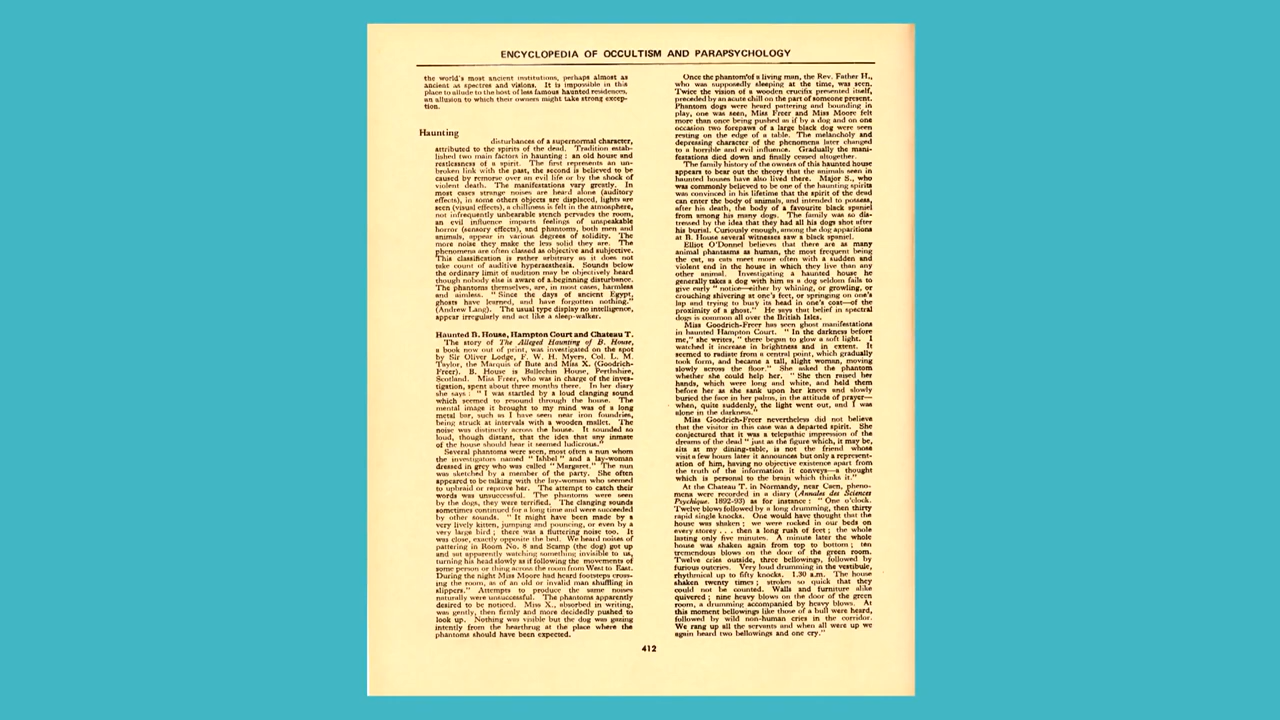 ENCYCLOPEDIA OF OCCULTISM AND PARAPSYCHOLOGY
the world's most ancient institutions, perhaps almost as
ancient as spectres and visions. It is impossible in this
place to allude to the host of less famous haunted residences,
an allusion to which their owners might take strong excep-
tion.
Haunting
disturbances of a supernormal character,
attributed to the spirits of the dead. Tradition estab-
lished two main factors in haunting : an old house and
restlessness of a spirit. The first represents an un-
broken link with the past, the second is believed to be
caused by remorse over an evil life or by the shock of
violent death. The manifestations vary greatly. In
most cases strange noises are heard alone (auditory
effects), in some others objects are displaced, lights are
seen (visual effects), a chilliness is felt in the atmosphere,
not infrequently unbearable stench pervades the room,
an evil influence imparts feelings of unspeakable
horror (sensory effects), and phantoms, both men and
animals, appear in various degrees of solidity. The
more noise they make the less solid they are. The
phenomena are often classed as objective and subjective.
This classification is rather arbitrary as it does not
take count of auditive hyperaesthesia. Sounds below
the ordinary limit of audition may be objectively heard
though nobody else is aware of a beginning disturbance.
The phantoms themselves, are, in most cases, harmless
and aimless. " Since the days of ancient Egypt,
ghosts have learned, and have forgotten nothing."
(Andrew Lang). The usual type display no intelligence,
appear irregularly and act like a sleep-walker.
Haunted B. House, Hampton Court and Chateau T.
The story of The Alleged Haunting of B. House,
a book now out of print, was investigated on the spot
by Sir Oliver Lodge, F. W. H. Myers, Col. L. M.
Taylor, the Marquis of Bute and Miss X. (Goodrich-
Freer). B. House is Ballechin House, Perthshire,
Scotland. Miss Freer, who was in charge of the inves-
tigation, spent about three months there. In her diary
she says : " I was startled by a loud clanging sound
which seemed to resound through the house. The
mental image it brought to my mind was of a long
metal bar, such as I have seen near iron foundries,
being struck at intervals with a wooden mallet. The
noise was distinctly across the house. It sounded so
loud, though distant, that the idea that any inmate
of the house should hear it seemed ludicrous."
Several phantoms were seen, most often a nun whom
the investigators named " Ishbel " and a lay-woman
dressed in grey who was called " Margaret." The nun
was sketched by a member of the party. She often
appeared to be talking with the lay-woman who seemed
to upbraid or reprove her. The attempt to catch their
words was unsuccessful. The phantoms were seen
by the dogs, they were terrified. The clanging sounds
sometimes continued for a long time and were succeeded
by other sounds. " It might have been made by a
very lively kitten, jumping and pouncing, or even by a
very large bird ; there was a fluttering noise too. It
was close, exactly opposite the bed. We heard noises of
pattering in Room No. 8 and Scamp (the dog) got up
and sat apparently watching something invisible to us,
turning his head slowly as if following the movements of
some person or thing across the room from West to East.
During the night Miss Moore had heard footsteps cross-
ing the room, as of an old or invalid man shuffling in
slippers." Attempts to produce the same noises
naturally were unsuccessful. The phantoms apparently
desired to be noticed. Miss X., absorbed in writing,
was gently, then firmly and more decidedly pushed to
look up. Nothing was visible but the dog was gazing
intently from the hearthrug at the place where the
phantoms should have been expected.
Once the phantom of a living man, the Rev. Father H.,
who was supposedly sleeping at the time, was seen.
Twice the vision of a wooden crucifix presented itself,
preceded by an acute chill on the part of someone present.
Phantom dogs were heard pattering and bounding in
play, one was seen, Miss Freer and Miss Moore felt
more than once being pushed as if by a dog and on one
occasion two forepaws of a large black dog were seen
resting on the edge of a table. The melancholy and
depressing character of the phenomena later changed
to a horrible and evil influence. Gradually the mani-
festations died down and finally ceased altogether.
The family history of the owners of this haunted house
appears to bear out the theory that the animals seen in
haunted houses have also lived there. Major S., who
was commonly believed to be one of the haunting spirits
was convinced in his lifetime that the spirit of the dead
can enter the body of animals, and intended to possess,
after his death, the body of a favourite black spaniel
from among his many dogs. The family was so dis-
tressed by the idea that they had all his dogs shot after
his burial. Curiously enough, among the dog apparitions
at B. House several witnesses saw a black spaniel.
Elliot O'Donnel believes that there are as many
animal phantasms as human, the most frequent being
the cat, as cats meet more often with a sudden and
violent end in the house in which they live than any
other animal. Investigating a haunted house he
generally takes a dog with him as a dog seldom fails to
give early " notice—either by whining, or growling, or
crouching shivering at one's feet, or springing on one's
lap and trying to bury its head in one's coat—of the
proximity of a ghost." He says that belief in spectral
dogs is common all over the British Isles.
Miss Goodrich-Freer has seen ghost manifestations
in haunted Hampton Court. " In the darkness before
me," she writes, " there began to glow a soft light. I
watched it increase in brightness and in extent. It
seemed to radiate from a central point, which gradually
took form, and became a tall, slight woman, moving
slowly across the floor." She asked the phantom
whether she could help her. " She then raised her
hands, which were long and white, and held them
before her as she sank upon her knees and slowly
buried the face in her palms, in the attitude of prayer—
when, quite suddenly, the light went out, and I was
alone in the darkness."
Miss Goodrich-Freer nevertheless did not believe
that the visitor in this case was a departed spirit. She
conjectured that it was a telepathic impression of the
dreams of the dead " just as the figure which, it may be,
sits at my dining-table, is not the friend whose
visit a few hours later it announces but only a represent-
ation of him, having no objective existence apart from
the truth of the information it conveys—a thought
which is personal to the brain which thinks it."
At the Chateau T. in Normandy, near Caen, pheno-
mena were recorded in a diary (Annales des Sciences
Psychique. 1892-93) as for instance : " One o'clock.
Twelve blows followed by a long drumming, then thirty
rapid single knocks. One would have thought that the
house was shaken ; we were rocked in our beds on
every storey . . . then a long rush of feet ; the whole
lasting only five minutes. A minute later the whole
house was shaken again from top to bottom ; ten
tremendous blows on the door of the green room.
Twelve cries outside, three bellowings, followed by
furious outcries. Very loud drumming in the vestibule,
rhythmical up to fifty knocks. 1.30 a.m. The house
shaken twenty times ; strokes so quick that they
could not be counted. Walls and furniture alike
quivered ; nine heavy blows on the door of the green
room, a drumming accompanied by heavy blows. At
this moment bellowings like those of a bull were heard,
followed by wild non-human cries in the corridor.
We rang up all the servants and when all were up we
again heard two bellowings and one cry."
412